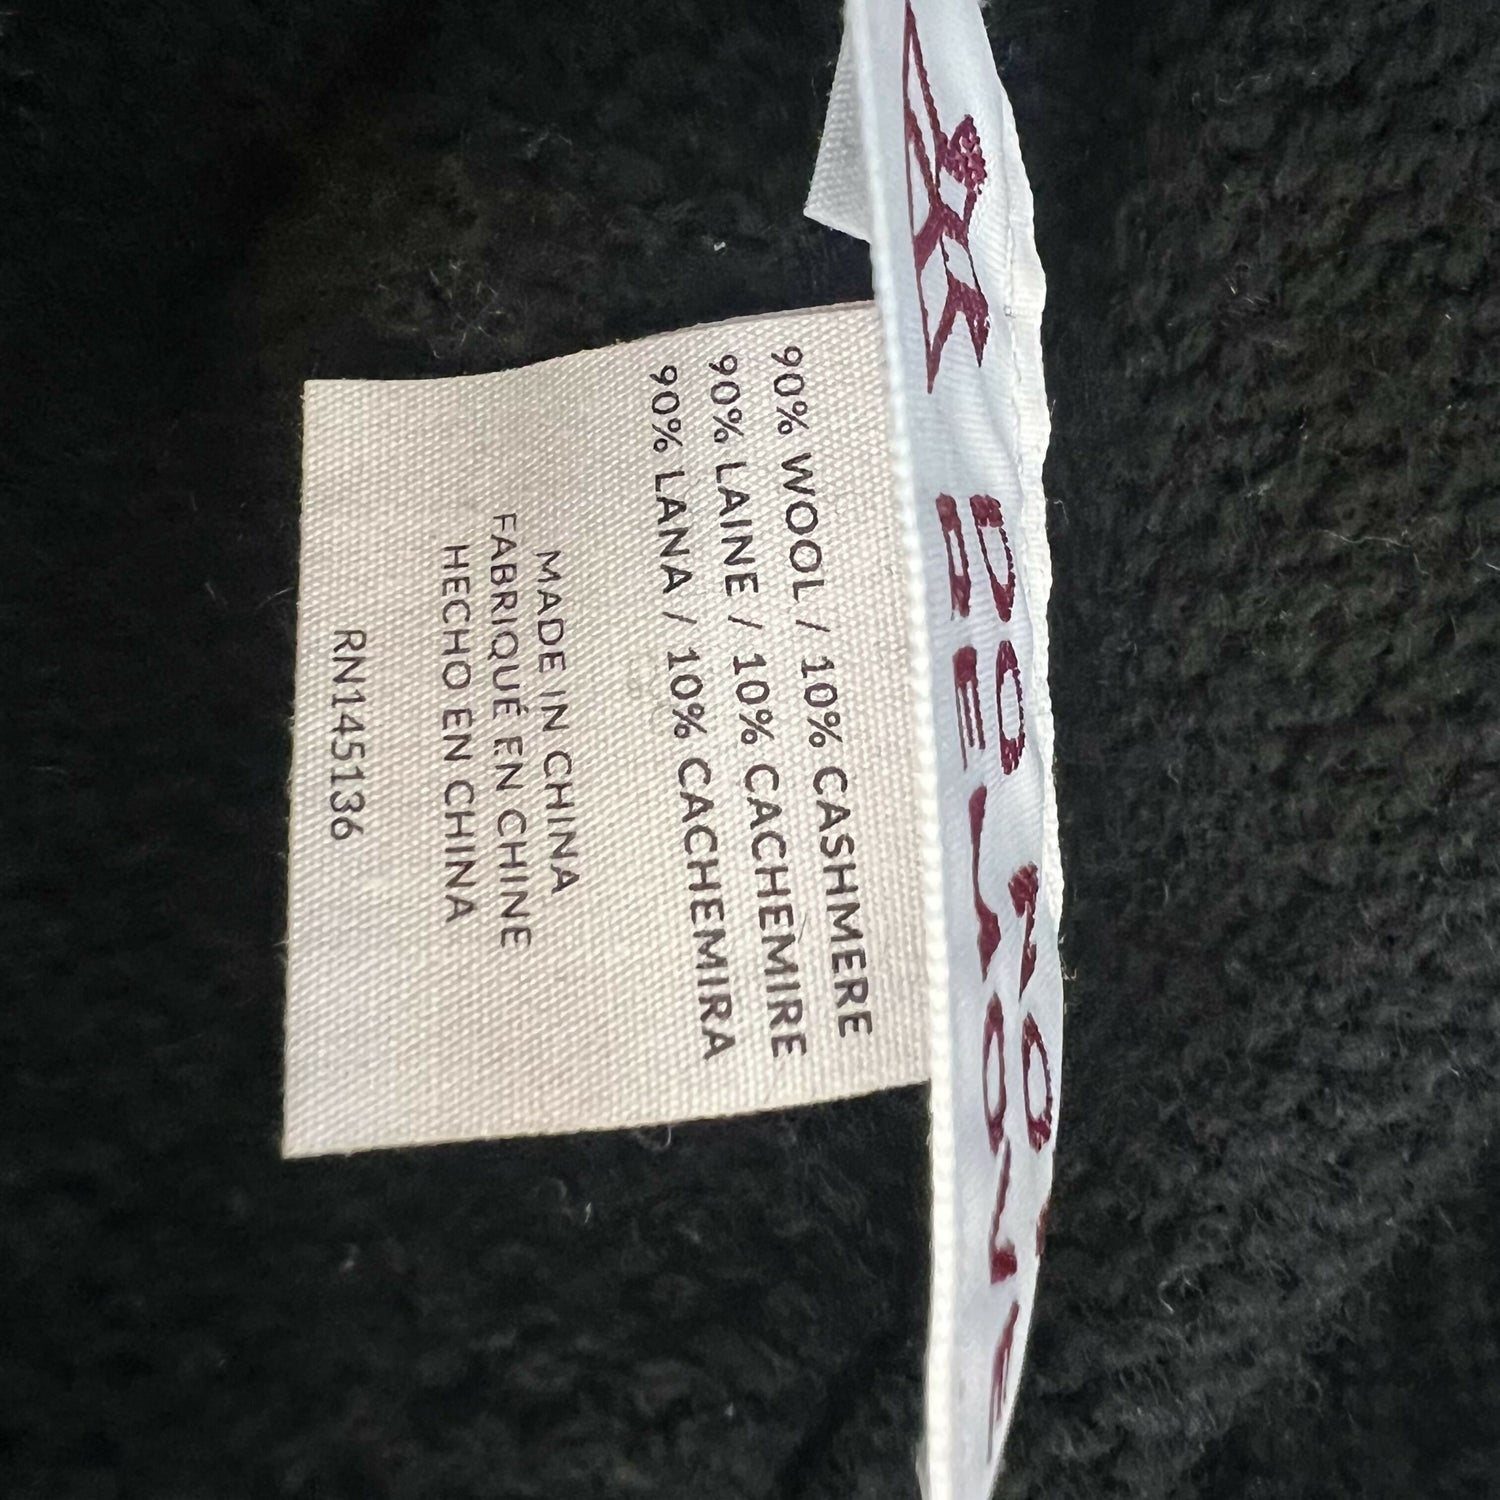 90% WOOL / 10% CASHMERE
90% LAINE / 10% CACHEMIRE
90% LANA / 10% CACHEMIRA
MADE IN CHINA
FABRIQUÉ EN CHINE
HECHO EN CHINA
RN145136